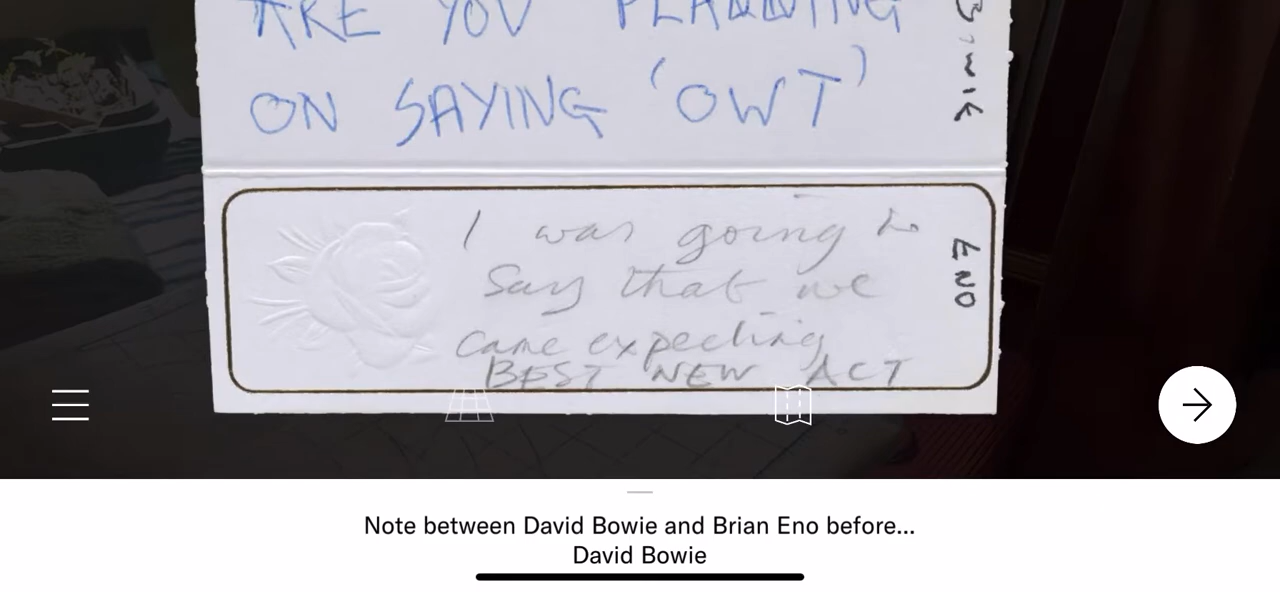 ARE YOU PLANNING
ON SAYING 'OWT'
BOWIE
I was going to
say that we
came expecting
BEST NEW ACT
ENO
Note between David Bowie and Brian Eno before...
David Bowie